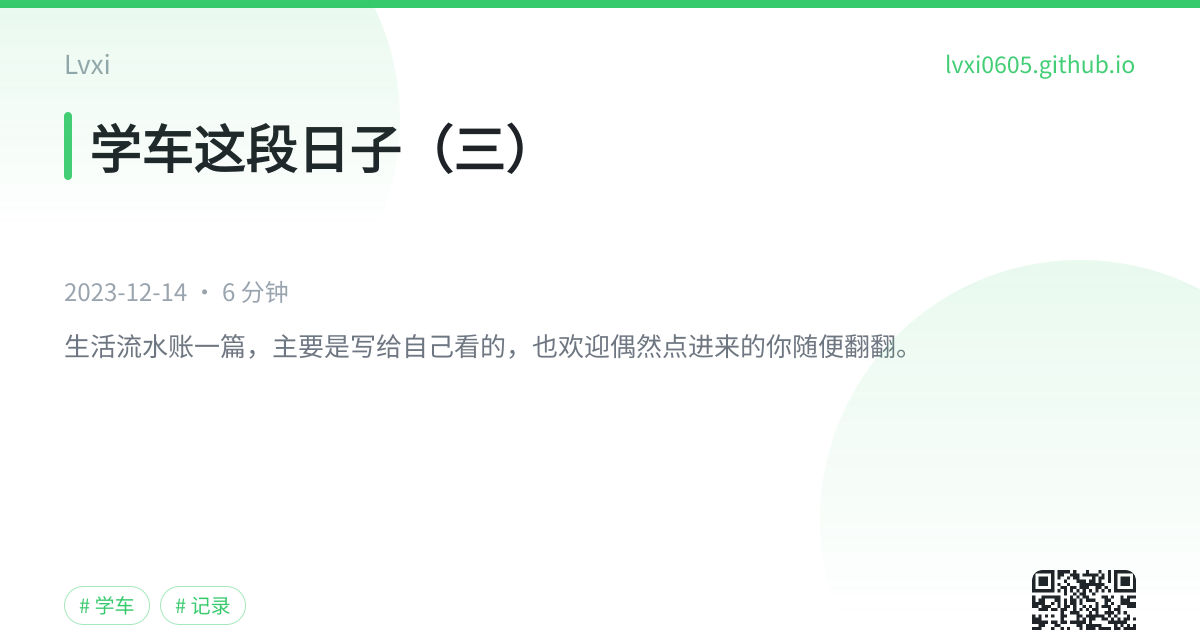 Lvxi
lvxi0605.github.io
学车这段日子（三）
2023-12-14 · 6 分钟
生活流水账一篇，主要是写给自己看的，也欢迎偶然点进来的你随便翻翻。
# 学车
# 记录